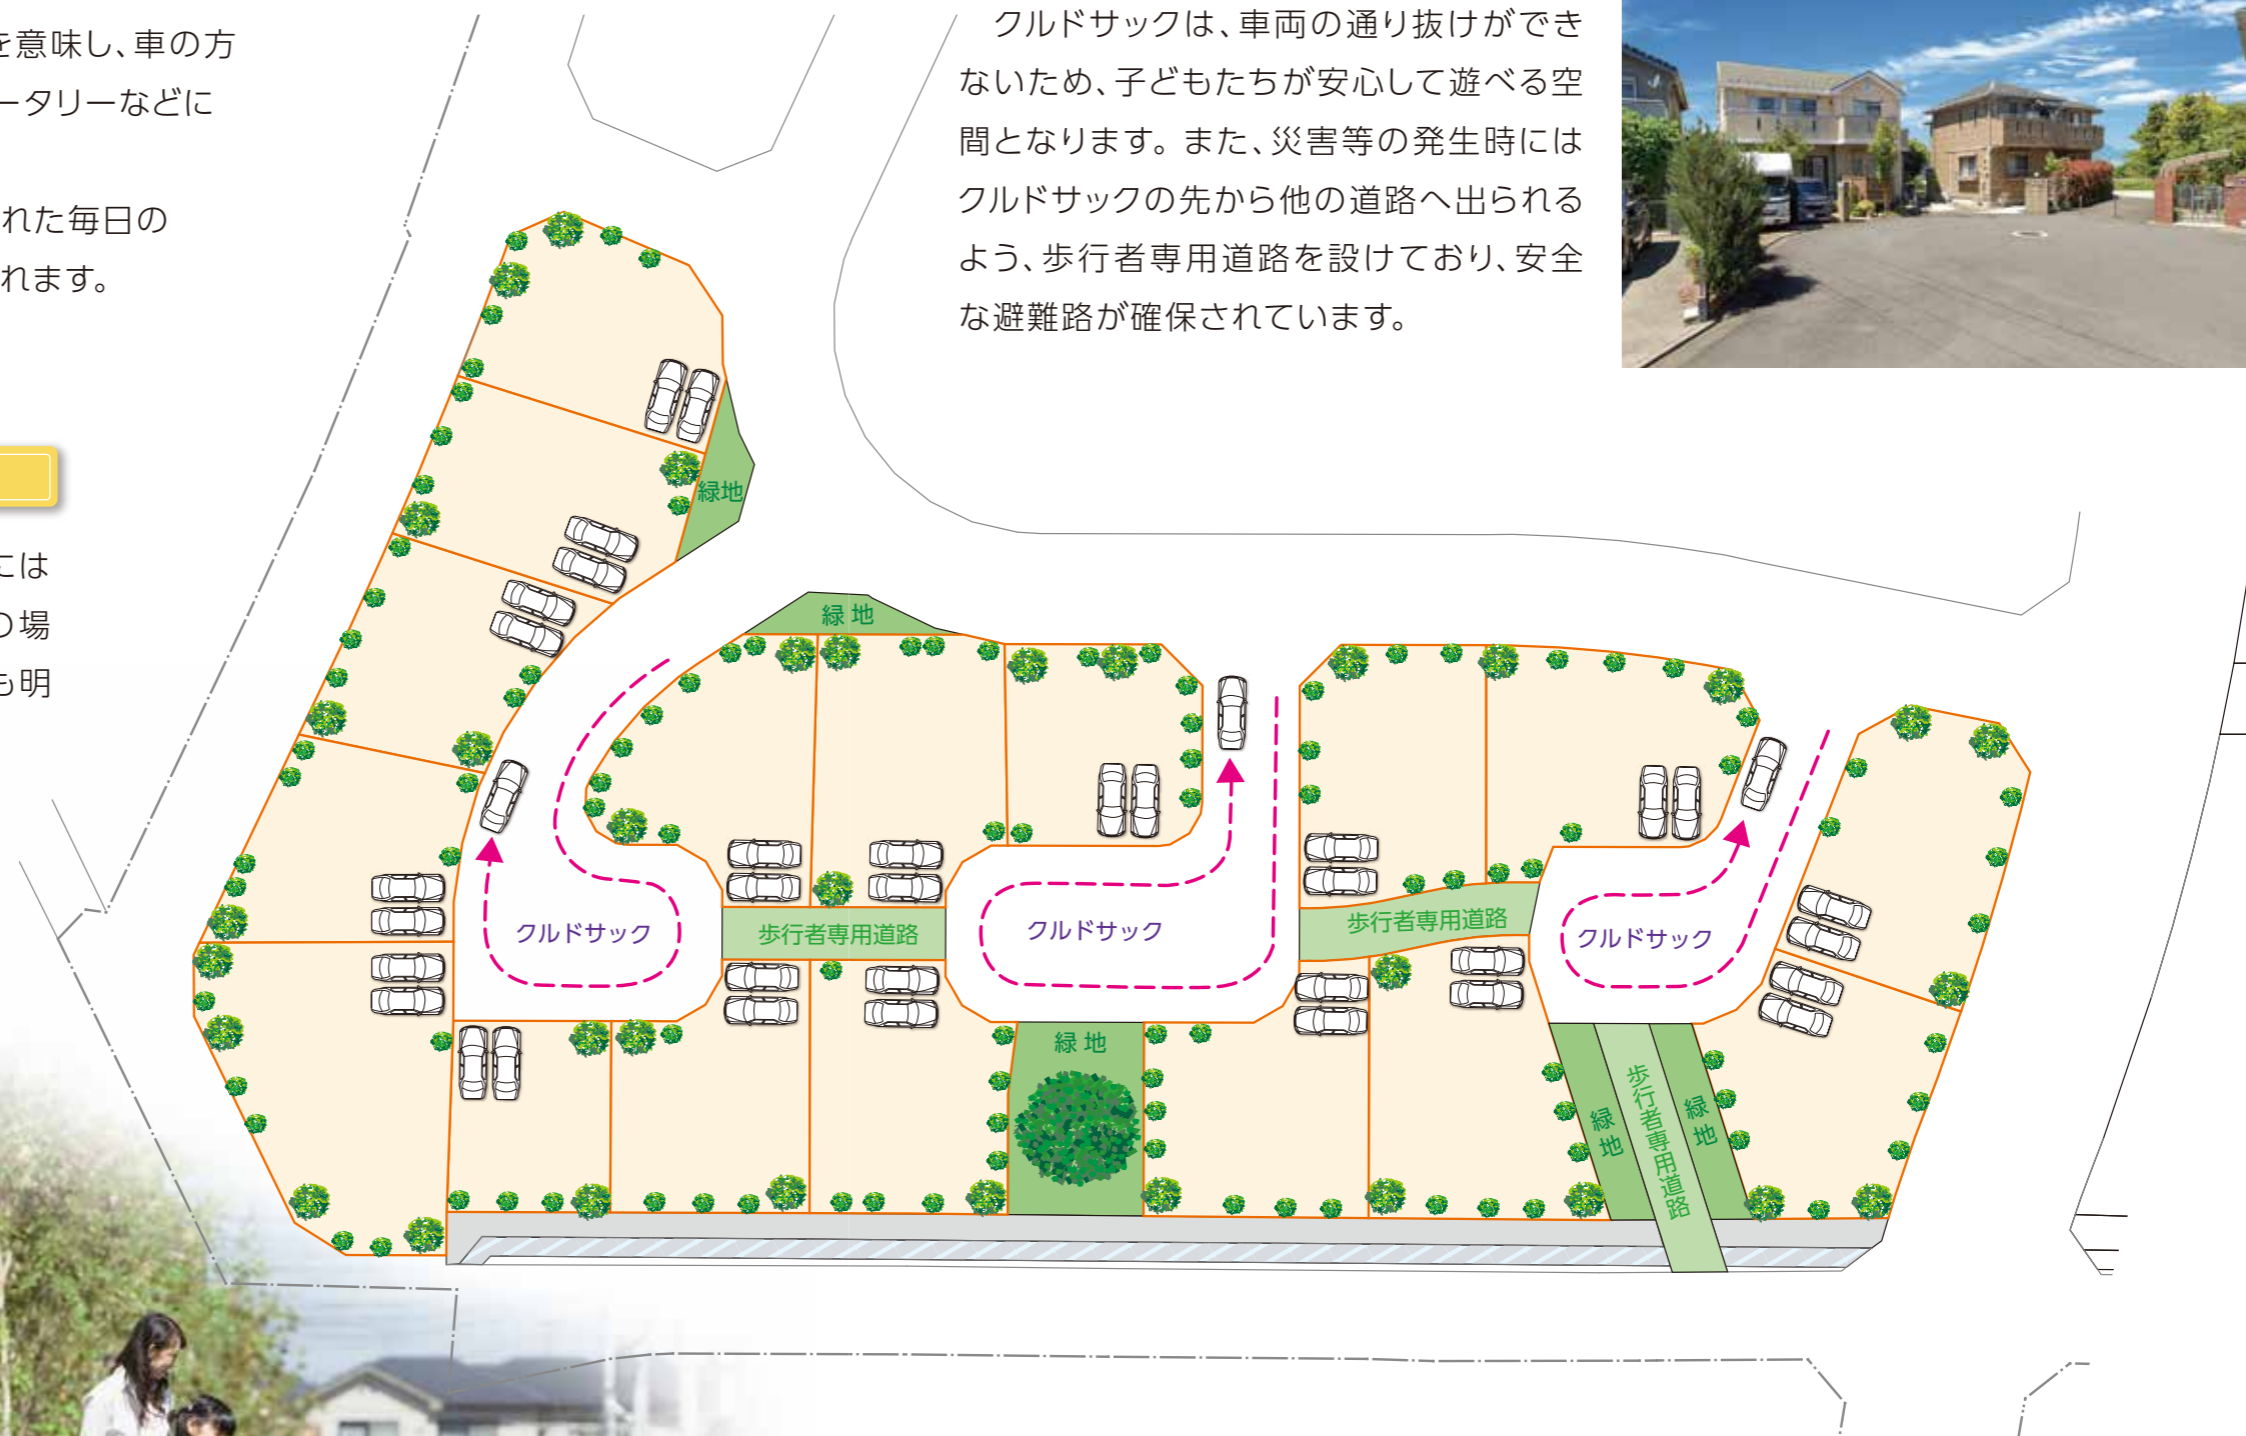 を意味し、車の方
ータリーなどに
れた毎日の
れます。
には
の場
も明
クルドサックは、車両の通り抜けができ
ないため、子どもたちが安心して遊べる空
間となります。また、災害等の発生時には
クルドサックの先から他の道路へ出られる
よう、歩行者専用道路を設けており、安全
な避難路が確保されています。
緑地
緑地
クルドサック
歩行者専用道路
クルドサック
歩行者専用道路
クルドサック
緑地
緑地
歩行者専用道路
緑地